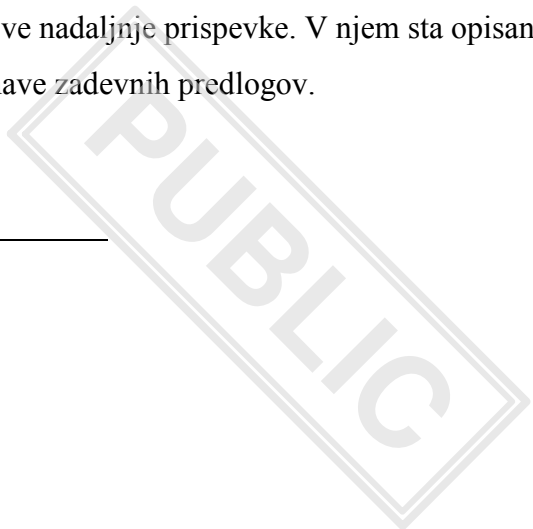 ve nadaljnje prispevke. V njem sta opisan
ave zadevnih predlogov.
PUBLIC